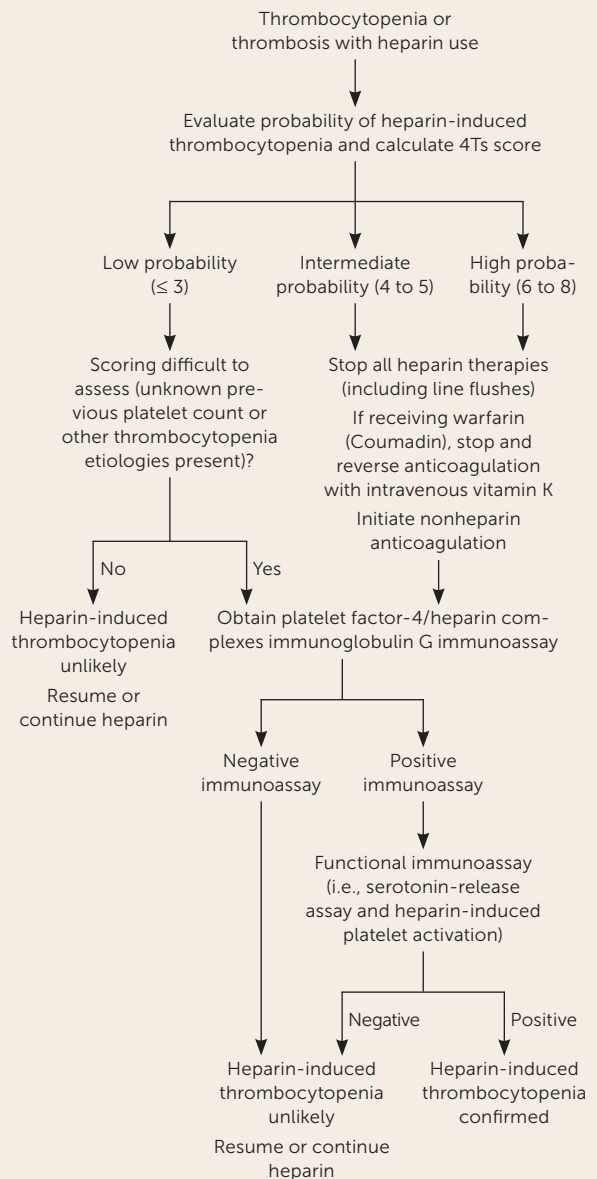 Thrombocytopenia or
thrombosis with heparin use
Evaluate probability of heparin-induced
thrombocytopenia and calculate 4Ts score
Low probability
(≤ 3)
Intermediate
probability (4 to 5)
High proba-
bility (6 to 8)
Scoring difficult to
assess (unknown pre-
vious platelet count or
other thrombocytopenia
etiologies present)?
Stop all heparin therapies
(including line flushes)
If receiving warfarin
(Coumadin), stop and
reverse anticoagulation
with intravenous vitamin K
Initiate nonheparin
anticoagulation
No
Yes
Heparin-induced
thrombocytopenia
unlikely
Resume or
continue heparin
Obtain platelet factor-4/heparin com-
plexes immunoglobulin G immunoassay
Negative
immunoassay
Positive
immunoassay
Functional immunoassay
(i.e., serotonin-release
assay and heparin-induced
platelet activation)
Negative
Positive
Heparin-induced
thrombocytopenia
unlikely
Resume or continue
heparin
Heparin-induced
thrombocytopenia
confirmed